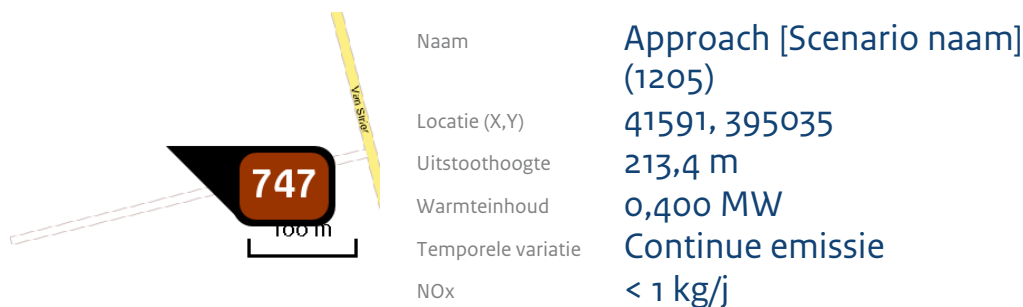 Van Strier
747
100 m
Naam Approach [Scenario naam]
(1205)
Locatie (X,Y) 41591, 395035
Uitstoothoogte 213,4 m
Warmteinhoud 0,400 MW
Temporele variatie Continue emissie
NOx < 1 kg/j